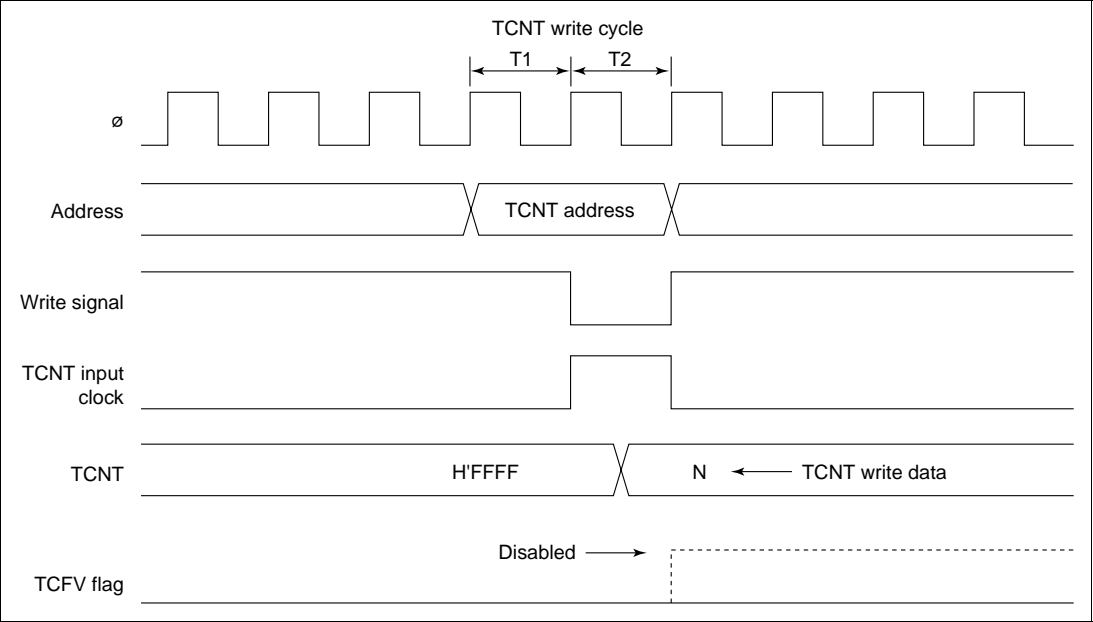 TCNT write cycle
T1 T2
ø
Address TCNT address
Write signal
TCNT input
clock
TCNT H'FFFF N TCNT write data
Disabled
TCFV flag